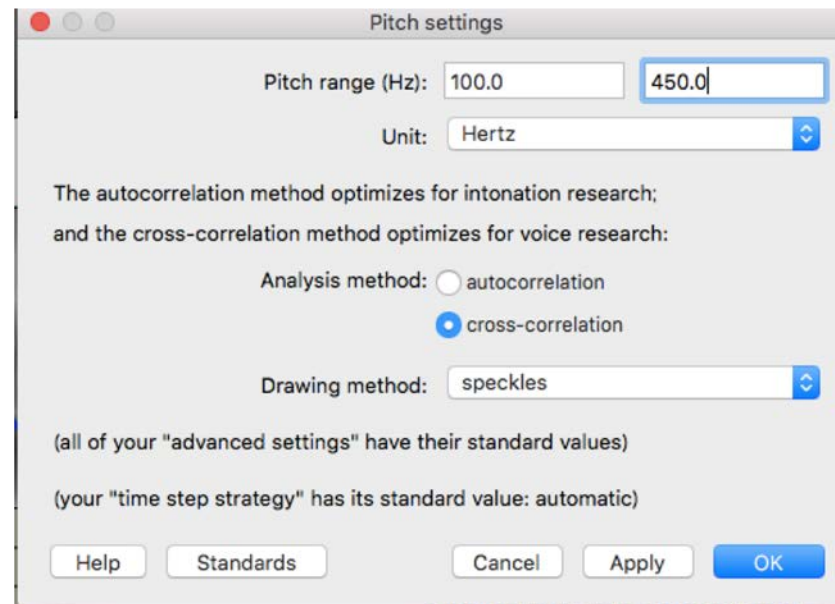 Pitch settings
Pitch range (Hz): 100.0 450.0
Unit: Hertz
The autocorrelation method optimizes for intonation research;
and the cross-correlation method optimizes for voice research:
Analysis method: autocorrelation
cross-correlation
Drawing method: speckles
(all of your "advanced settings" have their standard values)
(your "time step strategy" has its standard value: automatic)
Help Standards Cancel Apply OK